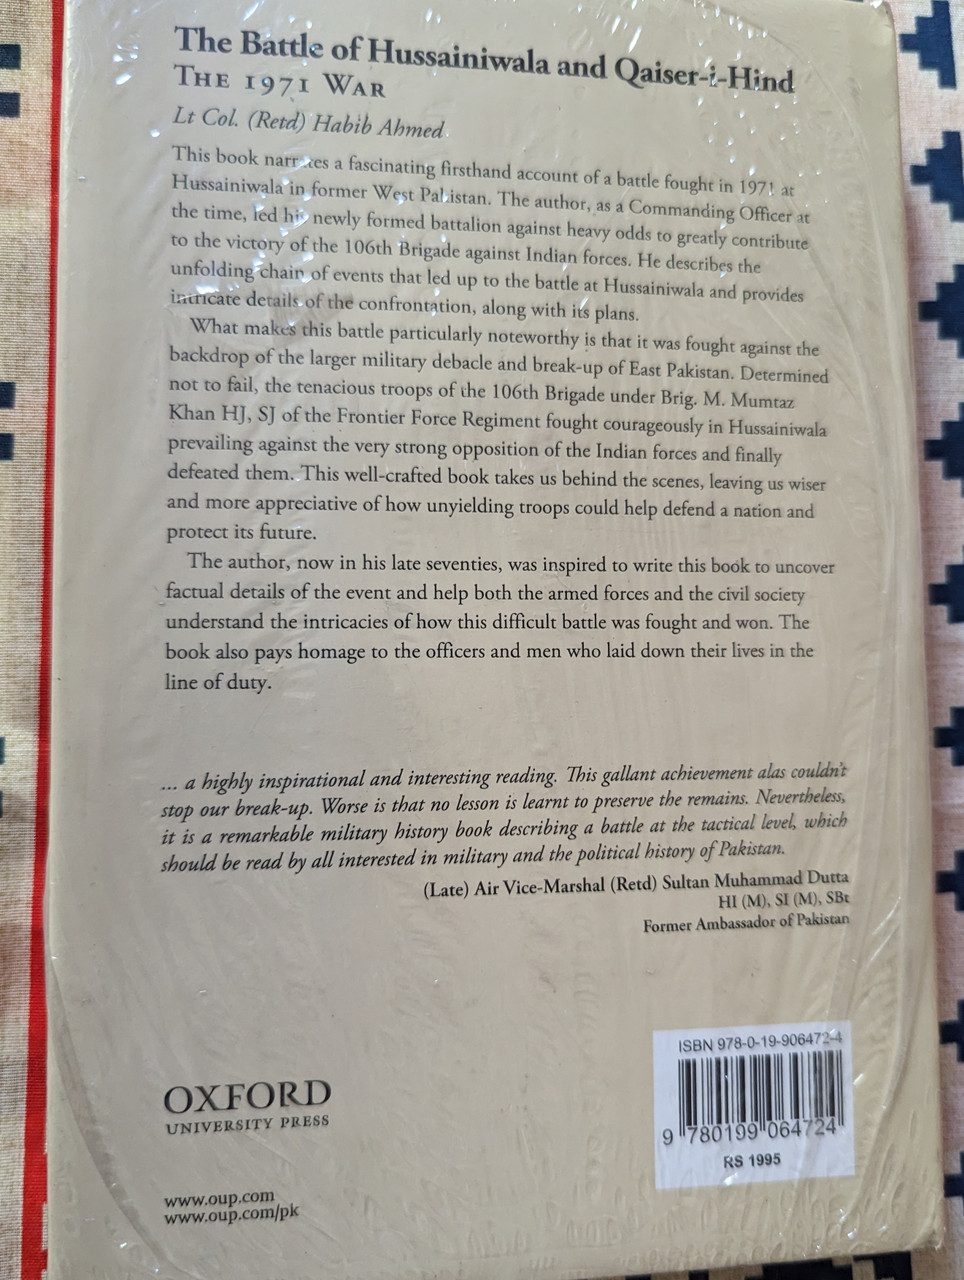 The Battle of Hussainiwala and Qaiser-i-Hind
THE 1971 WAR
Lt Col. (Retd) Habib Ahmed
This book narrates a fascinating firsthand account of a battle fought in 1971 at
Hussainiwala in former West Pakistan. The author, as a Commanding Officer at
the time, led his newly formed battalion against heavy odds to greatly contribute
to the victory of the 106th Brigade against Indian forces. He describes the
unfolding chain of events that led up to the battle at Hussainiwala and provides
intricate details of the confrontation, along with its plans.
What makes this battle particularly noteworthy is that it was fought against the
backdrop of the larger military debacle and break-up of East Pakistan. Determined
not to fail, the tenacious troops of the 106th Brigade under Brig. M. Mumtaz
Khan HJ, SJ of the Frontier Force Regiment fought courageously in Hussainiwala
prevailing against the very strong opposition of the Indian forces and finally
defeated them. This well-crafted book takes us behind the scenes, leaving us wiser
and more appreciative of how unyielding troops could help defend a nation and
protect its future.
The author, now in his late seventies, was inspired to write this book to uncover
factual details of the event and help both the armed forces and the civil society
understand the intricacies of how this difficult battle was fought and won. The
book also pays homage to the officers and men who laid down their lives in the
line of duty.
... a highly inspirational and interesting reading. This gallant achievement alas couldn't
stop our break-up. Worse is that no lesson is learnt to preserve the remains. Nevertheless,
it is a remarkable military history book describing a battle at the tactical level, which
should be read by all interested in military and the political history of Pakistan.
(Late) Air Vice-Marshal (Retd) Sultan Muhammad Dutta
HI (M), SI (M), SBt
Former Ambassador of Pakistan
ISBN 978-0-19-906472-4
9 780199 064724
RS 1995
OXFORD
UNIVERSITY PRESS
www.oup.com
www.oup.com/pk